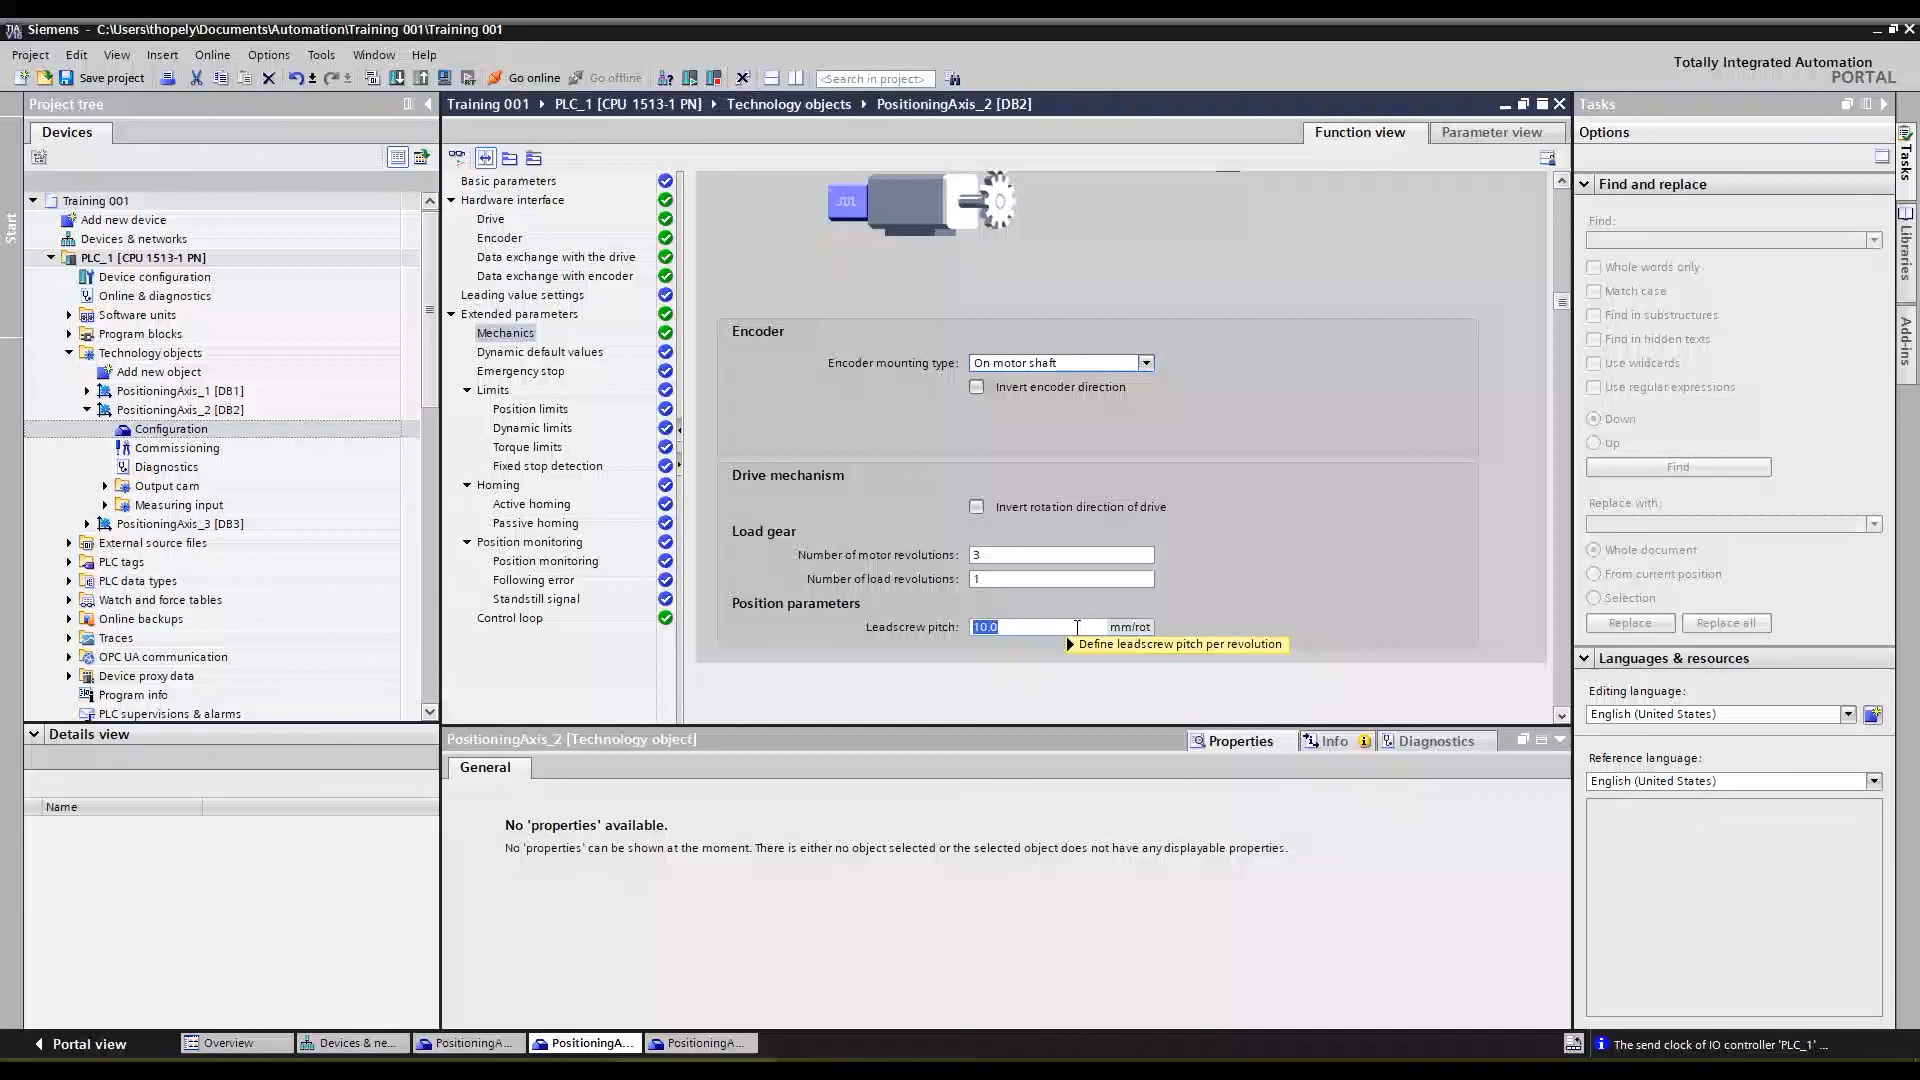 Siemens - C:\Users\thopely\Documents\Automation\Training 001\Training 001
Project Edit View Insert Online Options Tools Window Help
Totally Integrated Automation
PORTAL
Save project
Go online
Go offline
<Search in project>
Project tree
Devices
Start
Training 001
Add new device
Devices & networks
PLC_1 [CPU 1513-1 PN]
Device configuration
Online & diagnostics
Software units
Program blocks
Technology objects
Add new object
PositioningAxis_1 [DB1]
PositioningAxis_2 [DB2]
Configuration
Commissioning
Diagnostics
Output cam
Measuring input
PositioningAxis_3 [DB3]
External source files
PLC tags
PLC data types
Watch and force tables
Online backups
Traces
OPC UA communication
Device proxy data
Program info
PLC supervisions & alarms
Details view
Name
Training 001 PLC_1 [CPU 1513-1 PN] Technology objects PositioningAxis_2 [DB2]
Function view
Parameter view
Basic parameters
Hardware interface
Drive
Encoder
Data exchange with the drive
Data exchange with encoder
Leading value settings
Extended parameters
Mechanics
Dynamic default values
Emergency stop
Limits
Position limits
Dynamic limits
Torque limits
Fixed stop detection
Homing
Active homing
Passive homing
Position monitoring
Position monitoring
Following error
Standstill signal
Control loop
Encoder
Encoder mounting type: On motor shaft
Invert encoder direction
Drive mechanism
Invert rotation direction of drive
Load gear
Number of motor revolutions: 3
Number of load revolutions: 1
Position parameters
Leadscrew pitch: 10.0 mm/rot
Define leadscrew pitch per revolution
PositioningAxis_2 [Technology object]
Properties
Info
Diagnostics
General
No 'properties' available.
No 'properties' can be shown at the moment. There is either no object selected or the selected object does not have any displayable properties.
Tasks
Options
Find and replace
Find:
Whole words only
Match case
Find in substructures
Find in hidden texts
Use wildcards
Use regular expressions
Down
Up
Find
Replace with:
Whole document
From current position
Selection
Replace
Replace all
Languages & resources
Editing language:
English (United States)
Reference language:
English (United States)
Tasks
Libraries
Add-ins
Portal view
Overview
Devices & ne...
PositioningA...
PositioningA...
PositioningA...
The send clock of IO controller 'PLC_1' ...